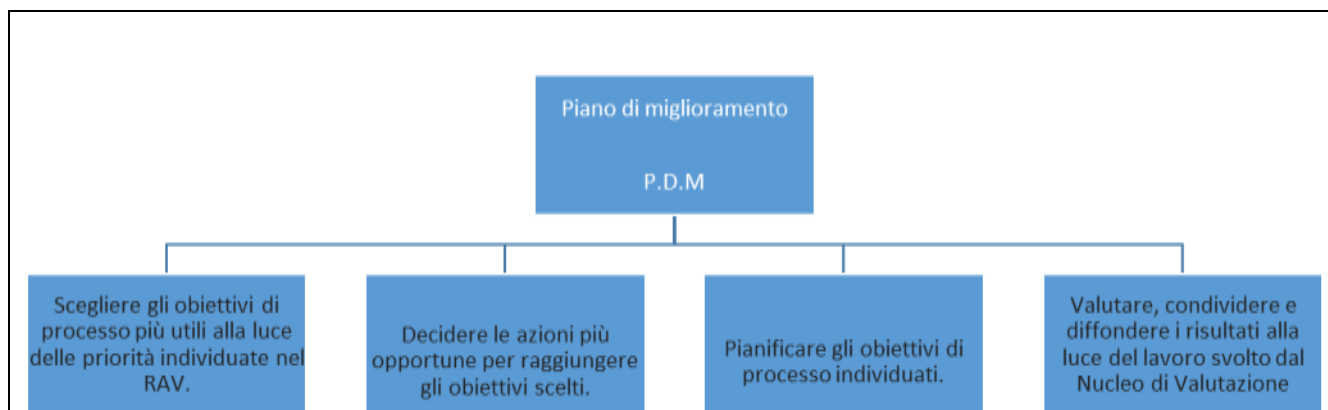 Piano di miglioramento
P.D.M
Scegliere gli obiettivi di
processo più utili alla luce
delle priorità individuate nel
RAV.
Decidere le azioni più
opportune per raggiungere
gli obiettivi scelti.
Pianificare gli obiettivi di
processo individuati.
Valutare, condividere e
diffondere i risultati alla
luce del lavoro svolto dal
Nucleo di Valutazione